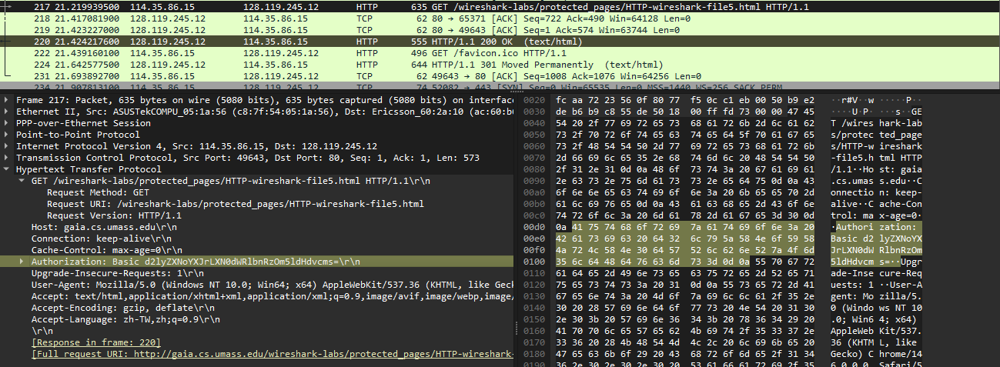 217 21.219939500 114.35.86.15 128.119.245.12 HTTP 635 GET /wireshark-labs/protected_pages/HTTP-wireshark-file5.html HTTP/1.1
218 21.417081900 128.119.245.12 114.35.86.15 TCP 62 80 → 65371 [ACK] Seq=722 Ack=490 Win=64128 Len=0
219 21.423227000 128.119.245.12 114.35.86.15 TCP 62 80 → 49643 [ACK] Seq=1 Ack=574 Win=63744 Len=0
220 21.424217600 128.119.245.12 114.35.86.15 HTTP 555 HTTP/1.1 200 OK (text/html)
222 21.439160100 114.35.86.15 128.119.245.12 HTTP 496 GET /favicon.ico HTTP/1.1
224 21.642577500 128.119.245.12 114.35.86.15 HTTP 644 HTTP/1.1 301 Moved Permanently (text/html)
231 21.693892700 114.35.86.15 128.119.245.12 TCP 62 49643 → 80 [ACK] Seq=1008 Ack=1076 Win=64256 Len=0
234 21.907813100 114.35.86.15 128.119.245.12 TCP 74 52082 → 443 [SYN] Seq=0 Win=65535 Len=0 MSS=1440 WS=256 SACK_PERM
Frame 217: Packet, 635 bytes on wire (5080 bits), 635 bytes captured (5080 bits) on interfac
Ethernet II, Src: ASUSTekCOMPU_05:1a:56 (c8:7f:54:05:1a:56), Dst: Ericsson_60:2a:10 (ac:60:b
PPP-over-Ethernet Session
Point-to-Point Protocol
Internet Protocol Version 4, Src: 114.35.86.15, Dst: 128.119.245.12
Transmission Control Protocol, Src Port: 49643, Dst Port: 80, Seq: 1, Ack: 1, Len: 573
Hypertext Transfer Protocol
GET /wireshark-labs/protected_pages/HTTP-wireshark-file5.html HTTP/1.1\r\n
Request Method: GET
Request URI: /wireshark-labs/protected_pages/HTTP-wireshark-file5.html
Request Version: HTTP/1.1
Host: gaia.cs.umass.edu\r\n
Connection: keep-alive\r\n
Cache-Control: max-age=0\r\n
Authorization: Basic d2lyZXNoYXJrLXN0dWRlbnRzOm5ldHdvcms=\r\n
Upgrade-Insecure-Requests: 1\r\n
User-Agent: Mozilla/5.0 (Windows NT 10.0; Win64; x64) AppleWebKit/537.36 (KHTML, like Geck
Accept: text/html,application/xhtml+xml,application/xml;q=0.9,image/avif,image/webp,image/
Accept-Encoding: gzip, deflate\r\n
Accept-Language: zh-TW,zh;q=0.9\r\n
\r\n
[Response in frame: 220]
[Full request URI: http://gaia.cs.umass.edu/wireshark-labs/protected_pages/HTTP-wireshark-
0020 fc aa 72 23 56 0f 80 77 f5 0c c1 eb 00 50 b9 e2 ··r#V··w ·····P··
0030 de b6 b9 c8 55 de 50 18 00 ff fd 73 00 00 47 45 ····U·P· ···s··GE
0040 54 20 2f 77 69 72 65 73 68 61 72 6b 2d 6c 61 62 T /wires hark-lab
0050 73 2f 70 72 6f 74 65 63 74 65 64 5f 70 61 67 65 s/protec ted_page
0060 73 2f 48 54 54 50 2d 77 69 72 65 73 68 61 72 6b s/HTTP-w ireshark
0070 2d 66 69 6c 65 35 2e 68 74 6d 6c 20 48 54 54 50 -file5.h tml HTTP
0080 2f 31 2e 31 0d 0a 48 6f 73 74 3a 20 67 61 69 61 /1.1··Ho st: gaia
0090 2e 63 73 2e 75 6d 61 73 73 2e 65 64 75 0d 0a 43 .cs.umas s.edu··C
00a0 6f 6e 6e 65 63 74 69 6f 6e 3a 20 6b 65 65 70 2d onnectio n: keep-
00b0 61 6c 69 76 65 0d 0a 43 61 63 68 65 2d 43 6f 6e alive··C ache-Con
00c0 74 72 6f 6c 3a 20 6d 61 78 2d 61 67 65 3d 30 0d trol: ma x-age=0·
00d0 0a 41 75 74 68 6f 72 69 7a 61 74 69 6f 6e 3a 20 ·Authori zation:
00e0 42 61 73 69 63 20 64 32 6c 79 5a 58 4e 6f 59 58 Basic d2 lyZXNoYX
00f0 4a 72 4c 58 4e 30 64 57 52 6c 62 6e 52 7a 4f 6d JrLXN0dW RlbnRzOm
0100 35 6c 64 48 64 76 63 6d 73 3d 0d 0a 55 70 67 72 5ldHdvcm s=··Upgr
0110 61 64 65 2d 49 6e 73 65 63 75 72 65 2d 52 65 71 ade-Inse cure-Req
0120 75 65 73 74 73 3a 20 31 0d 0a 55 73 65 72 2d 41 uests: 1 ··User-A
0130 67 65 6e 74 3a 20 4d 6f 7a 69 6c 6c 61 2f 35 2e gent: Mo zilla/5.
0140 30 20 28 57 69 6e 64 6f 77 73 20 4e 54 20 31 30 0 (Windo ws NT 10
0150 2e 30 3b 20 57 69 6e 36 34 3b 20 78 36 34 29 20 .0; Win6 4; x64)
0160 41 70 70 6c 65 57 65 62 4b 69 74 2f 35 33 37 2e AppleWeb Kit/537.
0170 33 36 20 28 4b 48 54 4d 4c 2c 20 6c 69 6b 65 20 36 (KHTM L, like
0180 47 65 63 6b 6f 29 20 43 68 72 6f 6d 65 2f 31 34 Gecko) C hrome/14
0190 36 2e 30 2e 30 2e 30 20 53 61 66 61 72 69 2f 35 6.0.0.0 Safari/5